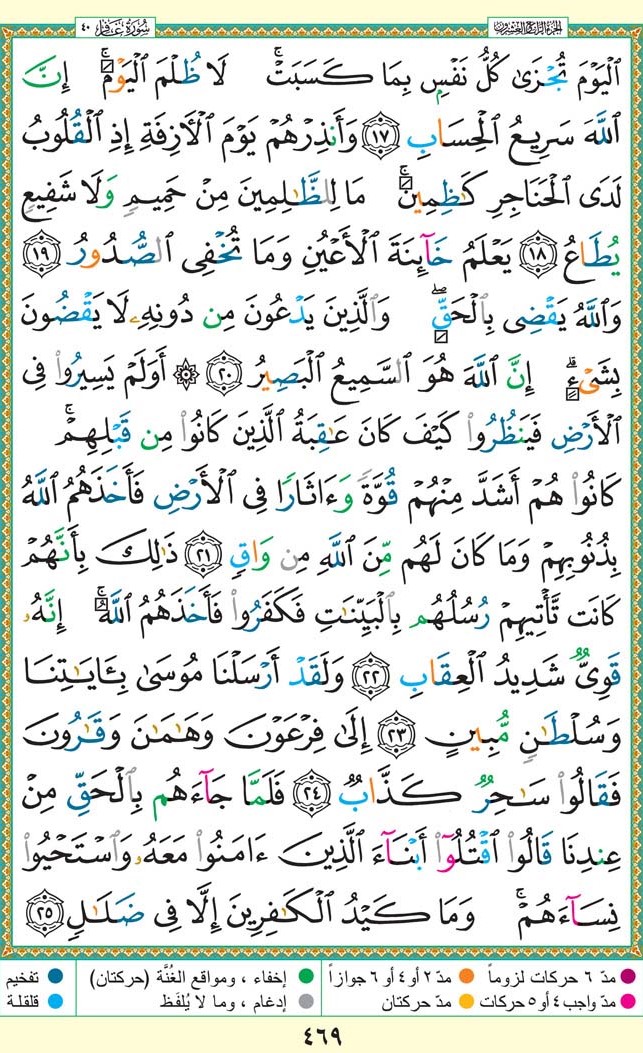 الجزء الرابع والعشرون سُورَةُ غَافِرٍ ٤٠
ٱلۡيَوۡمَ تُجۡزَىٰ كُلُّ نَفۡسِۭ بِمَا كَسَبَتۡۚ لَا ظُلۡمَ ٱلۡيَوۡمَۚ إِنَّ
ٱللَّهَ سَرِيعُ ٱلۡحِسَابِ ١٧ وَأَنذِرۡهُمۡ يَوۡمَ ٱلۡأَزِفَةِ إِذِ ٱلۡقُلُوبُ
لَدَى ٱلۡحَنَاجِرِ كَٰظِمِينَۚ مَا لِلظَّٰلِمِينَ مِنۡ حَمِيمٖ وَلَا شَفِيعٖ
يُطَاعُ ١٨ يَعۡلَمُ خَآئِنَةَ ٱلۡأَعۡيُنِ وَمَا تُخۡفِي ٱلصُّدُورُ ١٩
وَٱللَّهُ يَقۡضِي بِٱلۡحَقِّۖ وَٱلَّذِينَ يَدۡعُونَ مِن دُونِهِۦ لَا يَقۡضُونَ
بِشَيۡءٍۗ إِنَّ ٱللَّهَ هُوَ ٱلسَّمِيعُ ٱلۡبَصِيرُ ٢٠ ۞ أَوَلَمۡ يَسِيرُواْ فِي
ٱلۡأَرۡضِ فَيَنظُرُواْ كَيۡفَ كَانَ عَٰقِبَةُ ٱلَّذِينَ كَانُواْ مِن قَبۡلِهِمۡۚ
كَانُواْ هُمۡ أَشَدَّ مِنۡهُمۡ قُوَّةٗ وَءَاثَارٗا فِي ٱلۡأَرۡضِ فَأَخَذَهُمُ ٱللَّهُ
بِذُنُوبِهِمۡ وَمَا كَانَ لَهُم مِّنَ ٱللَّهِ مِن وَاقٖ ٢١ ذَٰلِكَ بِأَنَّهُمۡ
كَانَت تَّأۡتِيهِمۡ رُسُلُهُم بِٱلۡبَيِّنَٰتِ فَكَفَرُواْ فَأَخَذَهُمُ ٱللَّهُۚ إِنَّهُۥ
قَوِيّٞ شَدِيدُ ٱلۡعِقَابِ ٢٢ وَلَقَدۡ أَرۡسَلۡنَا مُوسَىٰ بِـَٔايَٰتِنَا
وَسُلۡطَٰنٖ مُّبِينٍ ٢٣ إِلَىٰ فِرۡعَوۡنَ وَهَٰمَٰنَ وَقَٰرُونَ
فَقَالُواْ سَٰحِرٞ كَذَّابٞ ٢٤ فَلَمَّا جَآءَهُم بِٱلۡحَقِّ مِنۡ
عِندِنَا قَالُواْ ٱقۡتُلُوٓاْ أَبۡنَآءَ ٱلَّذِينَ ءَامَنُواْ مَعَهُۥ وَٱسۡتَحۡيُواْ
نِسَآءَهُمۡۚ وَمَا كَيۡدُ ٱلۡكَٰفِرِينَ إِلَّا فِي ضَلَٰلٖ ٢٥
مدّ ٦ حركات لزوماً مدّ ٢ أو ٤ أو ٦ جوازاً إخفاء ، ومواقع الغُنَّة (حركتان) تفخيم
مدّ واجب ٤ أو ٥ حركات مدّ حركتان إدغام ، وما لا يُلفَظ قلقلة
٤٦٩